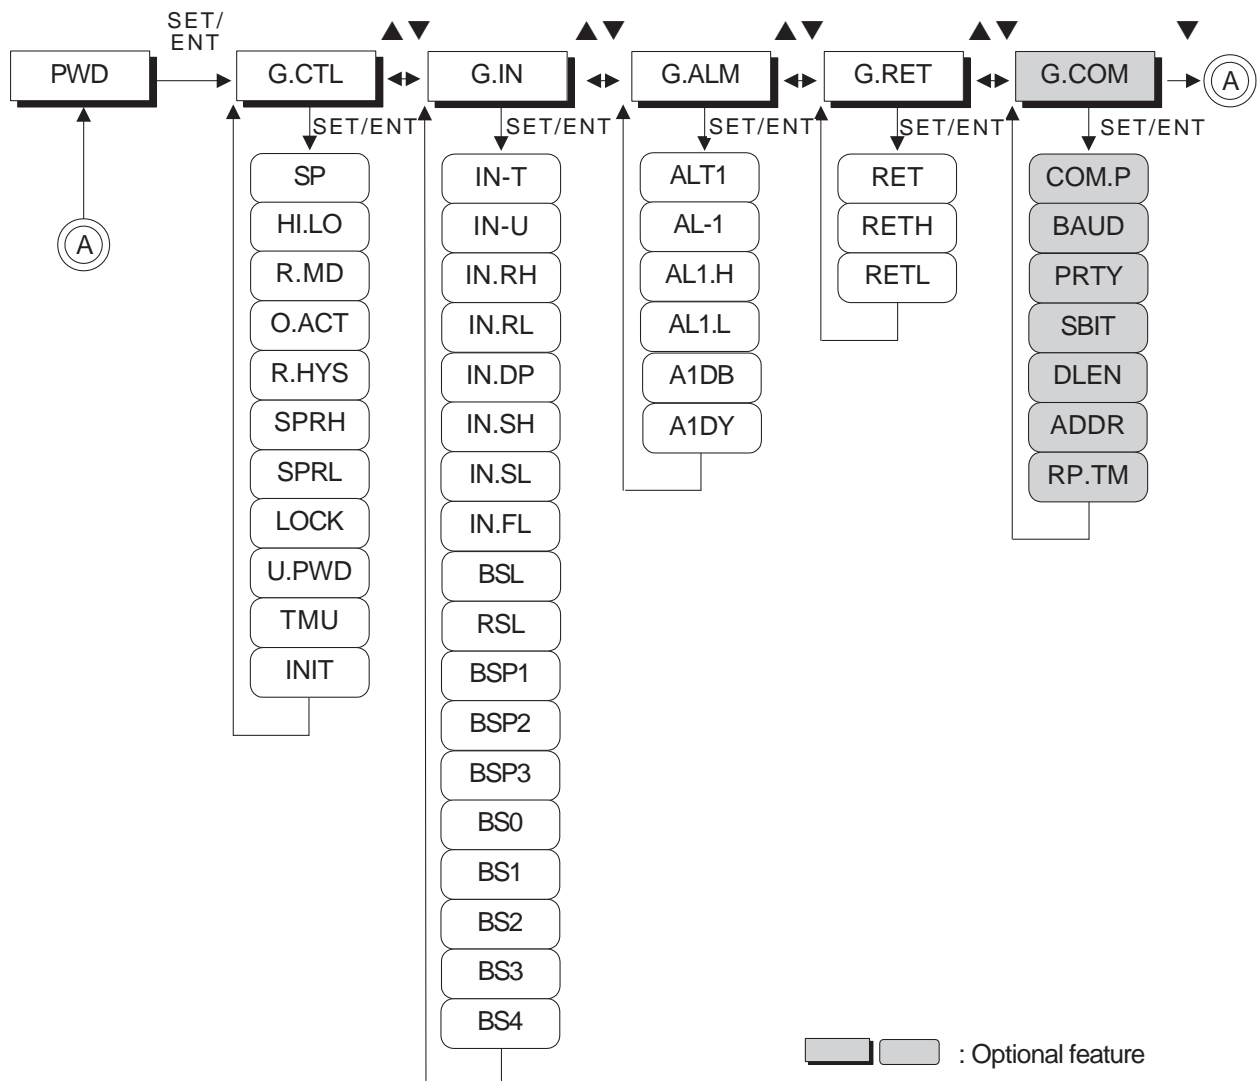 SET/
ENT
▲▼
▲▼
▲▼
▲▼
▼
PWD
G.CTL
G.IN
G.ALM
G.RET
G.COM
A
SET/ENT
SET/ENT
SET/ENT
SET/ENT
SET/ENT
A
SP
HI.LO
R.MD
O.ACT
R.HYS
SPRH
SPRL
LOCK
U.PWD
TMU
INIT
IN-T
IN-U
IN.RH
IN.RL
IN.DP
IN.SH
IN.SL
IN.FL
BSL
RSL
BSP1
BSP2
BSP3
BS0
BS1
BS2
BS3
BS4
ALT1
AL-1
AL1.H
AL1.L
A1DB
A1DY
RET
RETH
RETL
COM.P
BAUD
PRTY
SBIT
DLEN
ADDR
RP.TM
: Optional feature